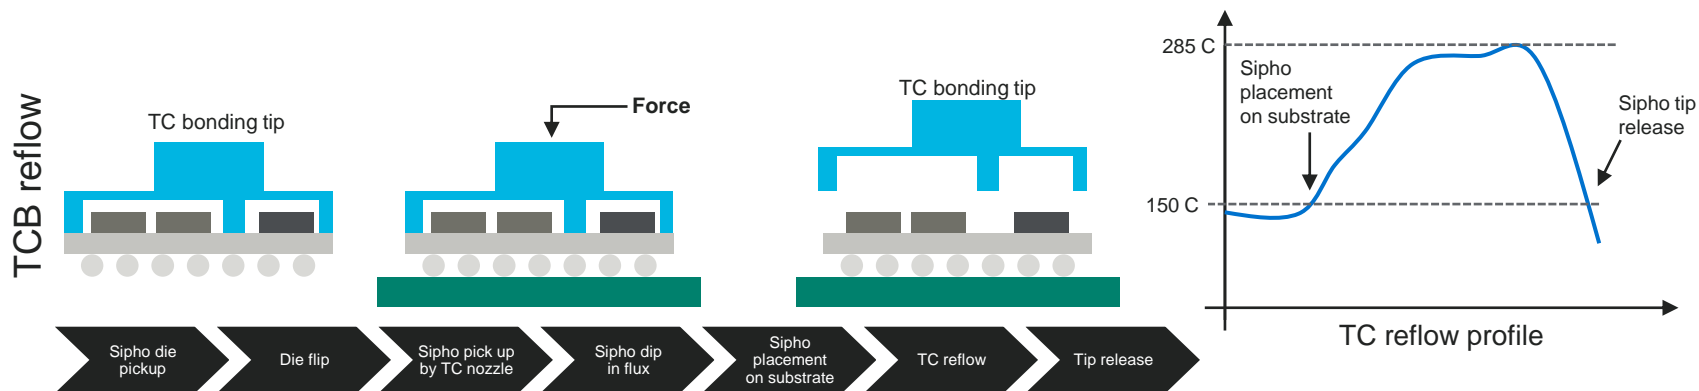 TCB reflow
TC bonding tip
Force
TC bonding tip
285 C
150 C
Sipho
placement
on substrate
Sipho tip
release
TC reflow profile
Sipho die
pickup
Die flip
Sipho pick up
by TC nozzle
Sipho dip
in flux
Sipho
placement
on substrate
TC reflow
Tip release